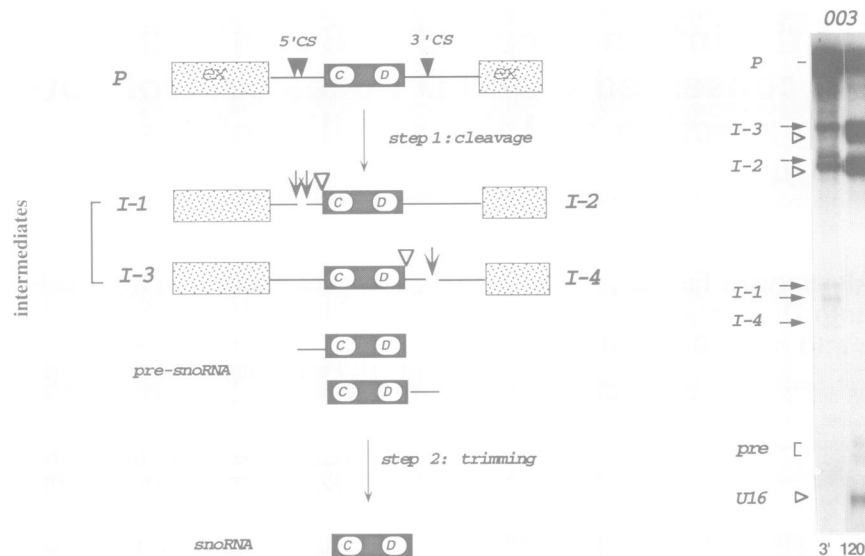 5'CS 3'CS
P ex C D ex
step 1:cleavage
intermediates
I-1 C D I-2
I-3 C D I-4
pre-snoRNA C D
C D
step 2: trimming
snoRNA C D
003
P
I-3
I-2
I-1
I-4
pre
U16
3' 120